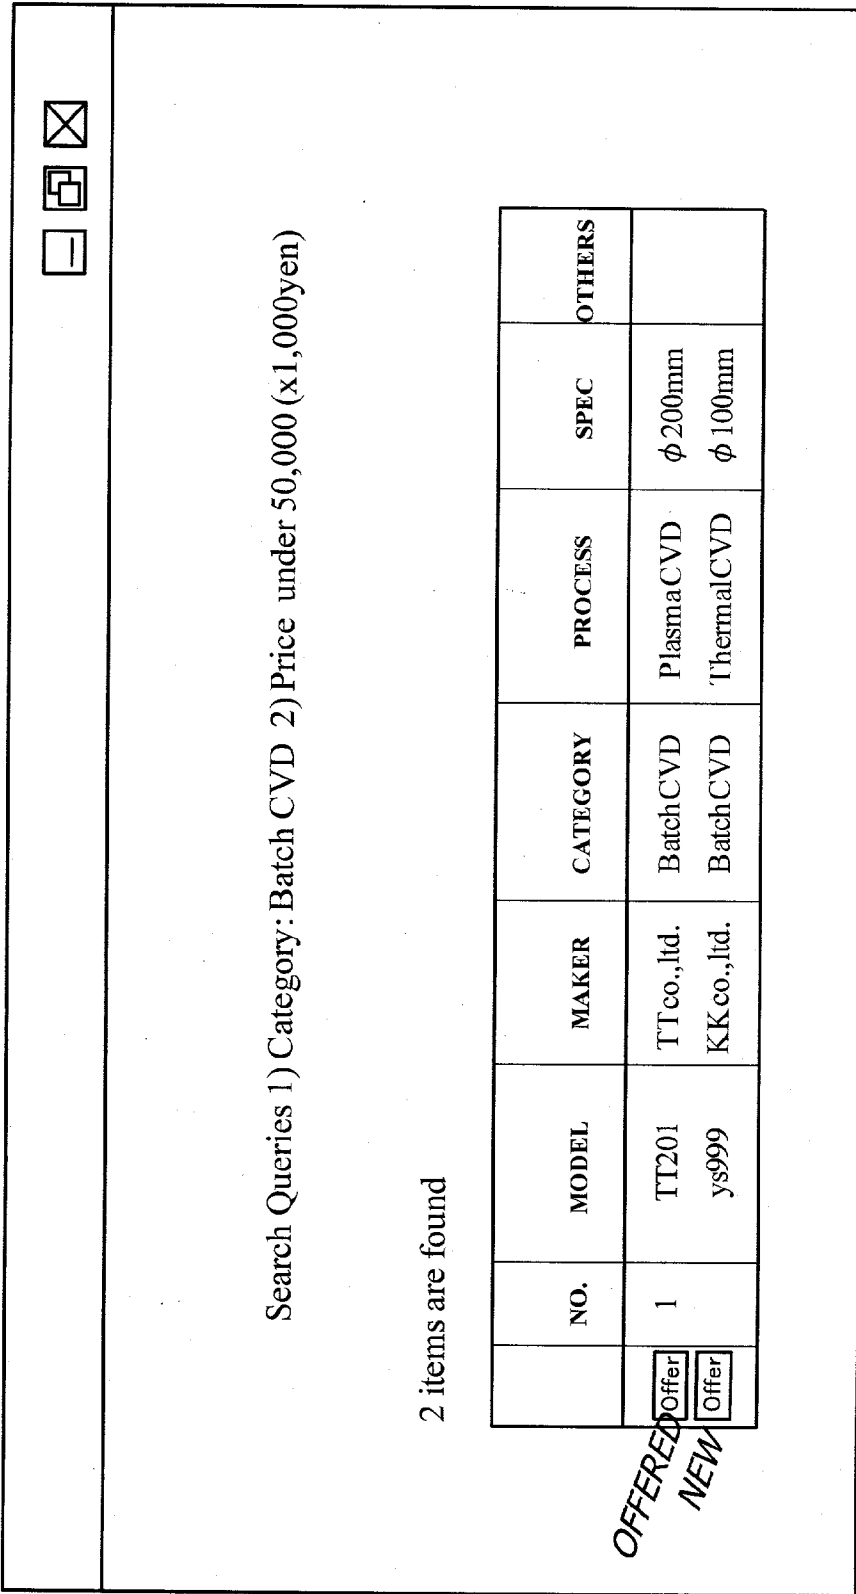 Search Queries 1) Category: Batch CVD 2) Price under 50,000 (x1,000yen)
2 items are found
NO. MODEL MAKER CATEGORY PROCESS SPEC OTHERS
OFFERED Offer 1 TT201 TTco.,ltd. BatchCVD PlasmaCVD φ200mm
NEW Offer ys999 KKco.,ltd. BatchCVD ThermalCVD φ100mm